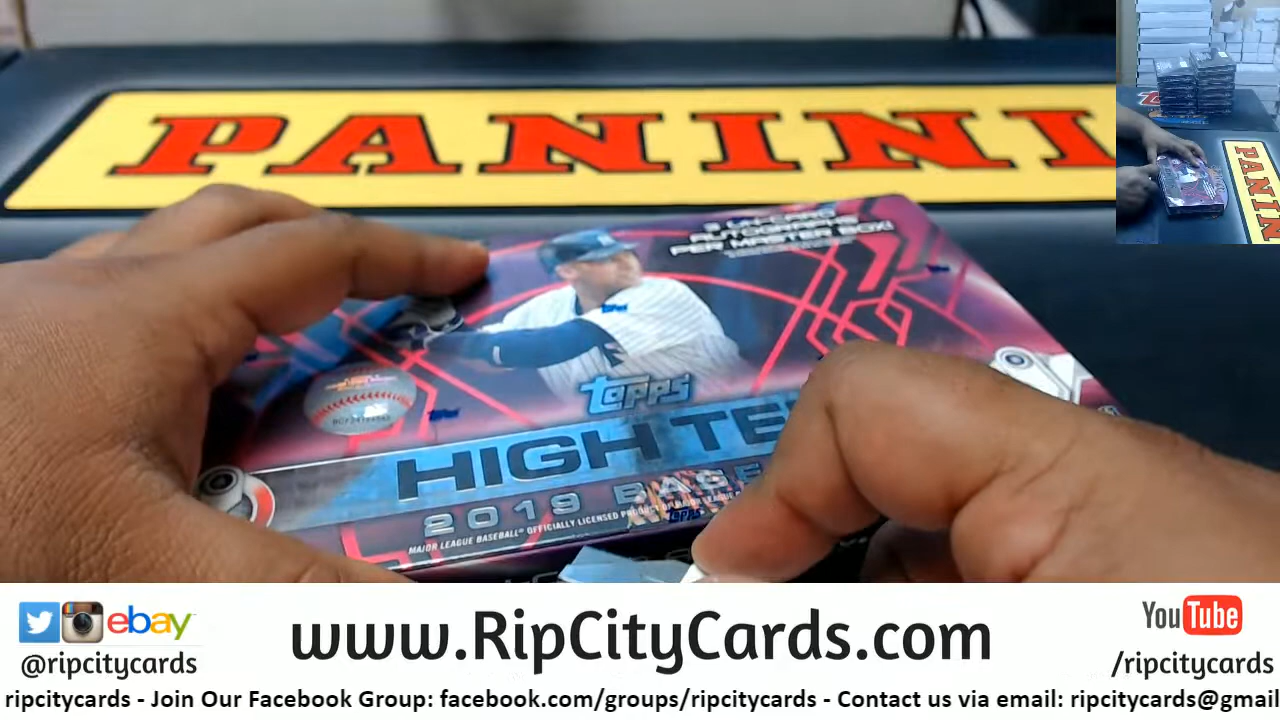 PANINI
PANIN
AUTOGRAPHS
PER MASTER BOX!
topps
HIGH TE
2019 BASE
MAJOR LEAGUE BASEBALL® OFFICIALLY LICENSED PRODUCT
topps
ebay
@ripcitycards
www.RipCityCards.com
YouTube
/ripcitycards
ripcitycards - Join Our Facebook Group: facebook.com/groups/ripcitycards - Contact us via email: ripcitycards@gmail